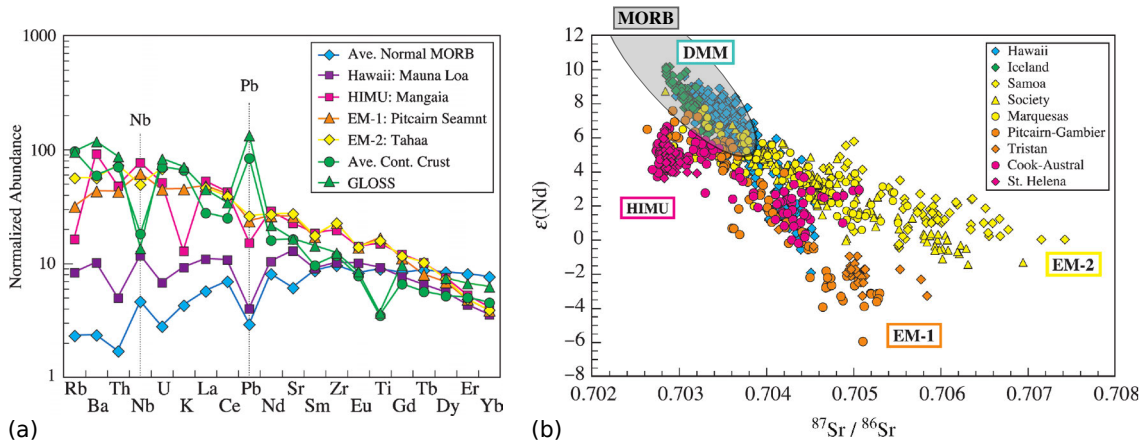 1000
100
10
1
Normalized Abundance
Nb
Pb
Ave. Normal MORB
Hawaii: Mauna Loa
HIMU: Mangaia
EM-1: Pitcairn Seamnt
EM-2: Tahaa
Ave. Cont. Crust
GLOSS
Rb Th U La Pb Sr Zr Ti Tb Er
Ba Nb K Ce Nd Sm Eu Gd Dy Yb
(a)
MORB
DMM
HIMU
EM-2
EM-1
Hawaii
Iceland
Samoa
Society
Marquesas
Pitcairn-Gambier
Tristan
Cook-Austral
St. Helena
12
10
8
6
4
2
0
−2
−4
−6
−8
ε(Nd)
0.702 0.703 0.704 0.705 0.706 0.707 0.708
⁸⁷Sr / ⁸⁶Sr
(b)